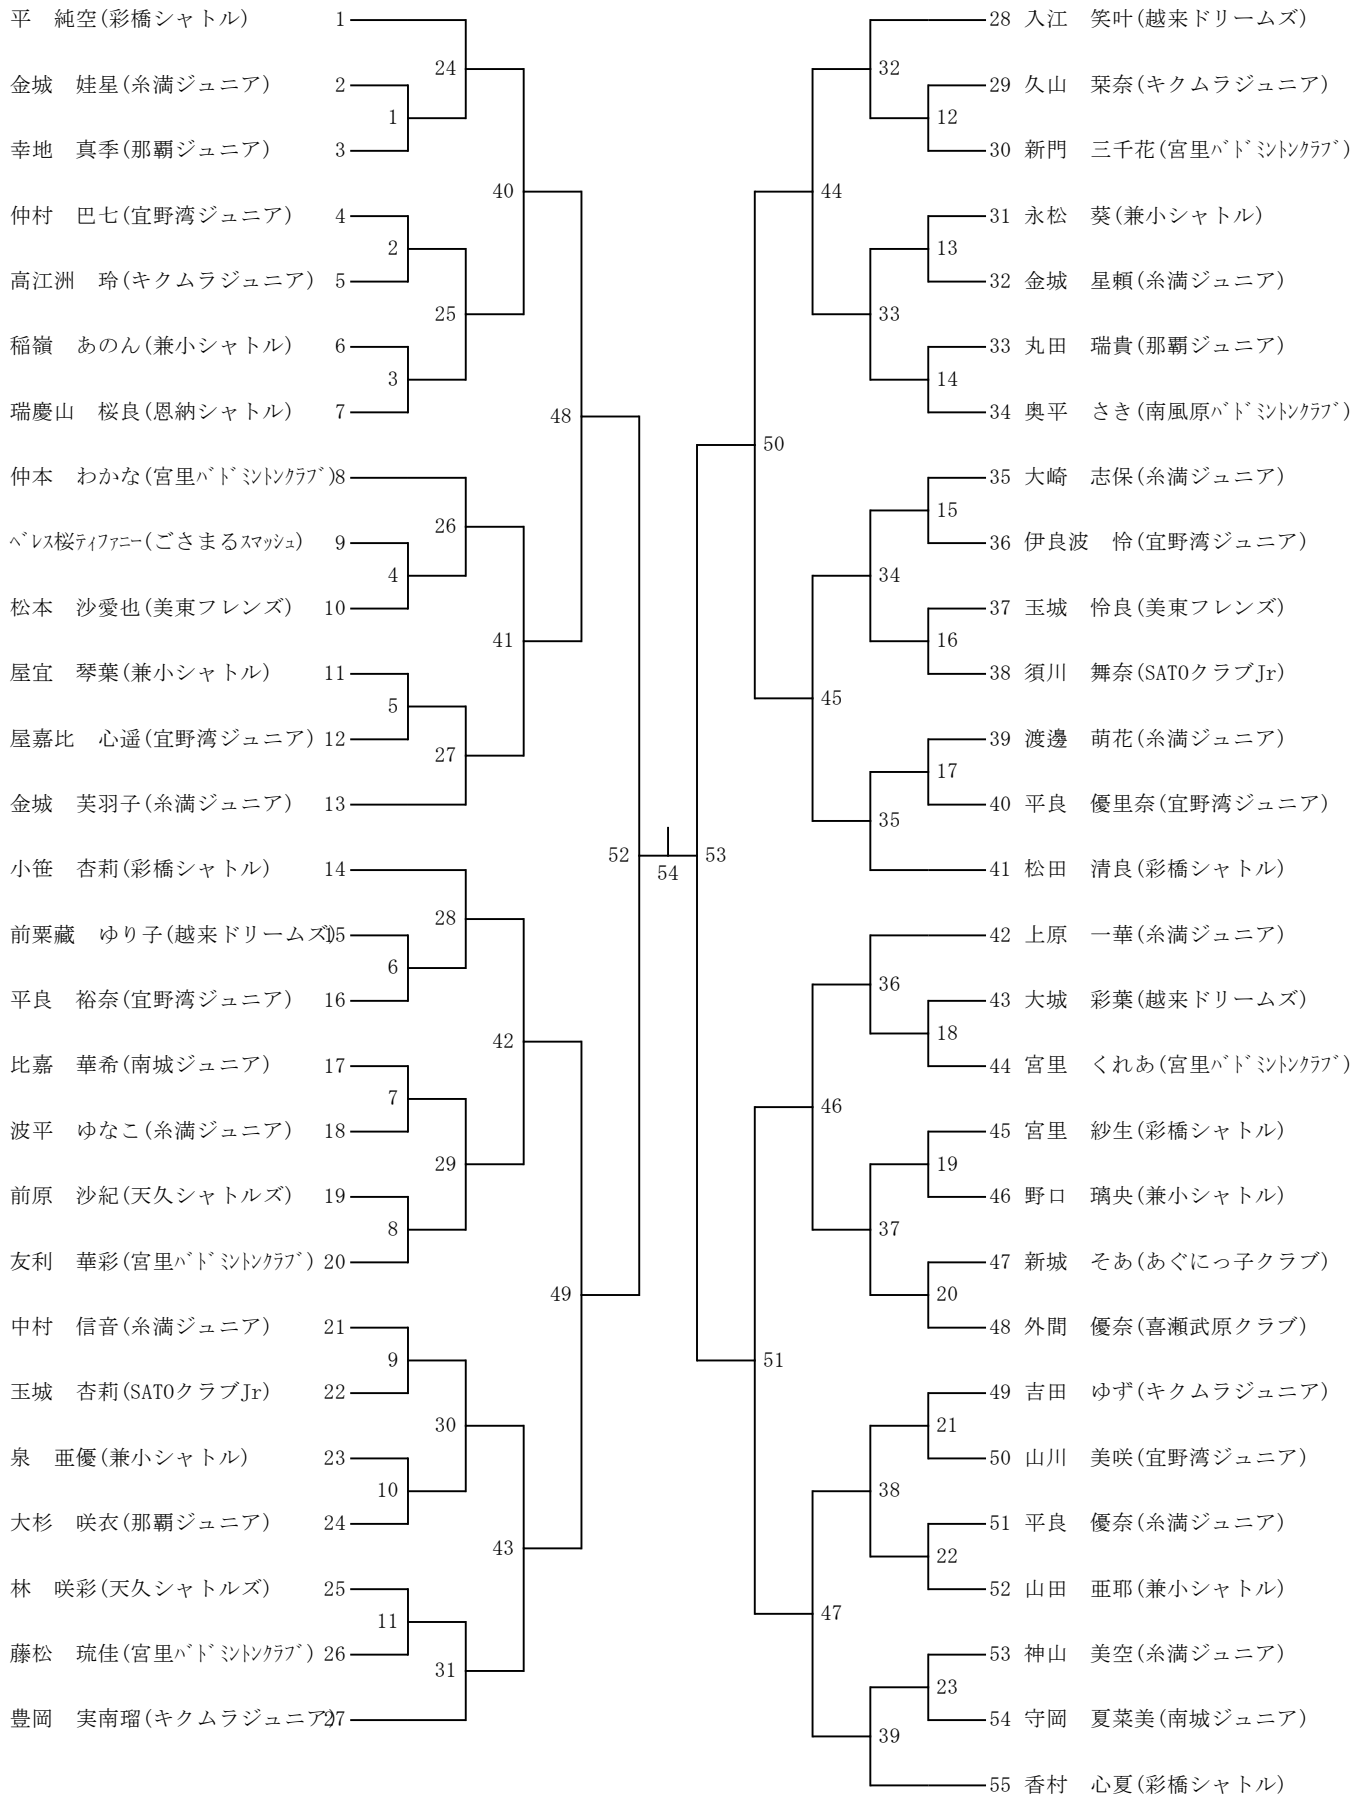 平　純空(彩橋シャトル) 1
24
金城　娃星(糸満ジュニア) 2
1
幸地　真季(那覇ジュニア) 3
40
仲村　巴七(宜野湾ジュニア) 4
2
高江洲　玲(キクムラジュニア) 5
25
稲嶺　あのん(兼小シャトル) 6
3
瑞慶山　桜良(恩納シャトル) 7
48
仲本　わかな(宮里ﾊﾞﾄﾞﾐﾝﾄﾝｸﾗﾌﾞ) 8
26
ﾍﾞﾚｽ桜ﾃｨﾌｧﾆｰ(ごさまるｽﾏｯｼｭ) 9
4
松本　沙愛也(美東フレンズ) 10
41
屋宜　琴葉(兼小シャトル) 11
5
屋嘉比　心遥(宜野湾ジュニア) 12
27
金城　芙羽子(糸満ジュニア) 13
52
小笹　杏莉(彩橋シャトル) 14
28
前粟蔵　ゆり子(越来ドリームズ) 15
6
平良　裕奈(宜野湾ジュニア) 16
42
比嘉　華希(南城ジュニア) 17
7
波平　ゆなこ(糸満ジュニア) 18
29
前原　沙紀(天久シャトルズ) 19
8
友利　華彩(宮里ﾊﾞﾄﾞﾐﾝﾄﾝｸﾗﾌﾞ) 20
49
中村　信音(糸満ジュニア) 21
9
玉城　杏莉(SATOクラブJr) 22
30
泉　亜優(兼小シャトル) 23
10
大杉　咲衣(那覇ジュニア) 24
43
林　咲彩(天久シャトルズ) 25
11
藤松　琉佳(宮里ﾊﾞﾄﾞﾐﾝﾄﾝｸﾗﾌﾞ) 26
31
豊岡　実南瑠(キクムラジュニア) 27
54
28 入江　笑叶(越来ドリームズ)
32
29 久山　栞奈(キクムラジュニア)
12
30 新門　三千花(宮里ﾊﾞﾄﾞﾐﾝﾄﾝｸﾗﾌﾞ)
44
31 永松　葵(兼小シャトル)
13
32 金城　星頼(糸満ジュニア)
33
33 丸田　瑞貴(那覇ジュニア)
14
34 奥平　さき(南風原ﾊﾞﾄﾞﾐﾝﾄﾝｸﾗﾌﾞ)
50
35 大崎　志保(糸満ジュニア)
15
36 伊良波　怜(宜野湾ジュニア)
34
37 玉城　怜良(美東フレンズ)
16
38 須川　舞奈(SATOクラブJr)
45
39 渡邊　萌花(糸満ジュニア)
17
40 平良　優里奈(宜野湾ジュニア)
35
41 松田　清良(彩橋シャトル)
53
42 上原　一華(糸満ジュニア)
36
43 大城　彩葉(越来ドリームズ)
18
44 宮里　くれあ(宮里ﾊﾞﾄﾞﾐﾝﾄﾝｸﾗﾌﾞ)
46
45 宮里　紗生(彩橋シャトル)
19
46 野口　璃央(兼小シャトル)
37
47 新城　そあ(あぐにっ子クラブ)
20
48 外間　優奈(喜瀬武原クラブ)
51
49 吉田　ゆず(キクムラジュニア)
21
50 山川　美咲(宜野湾ジュニア)
38
51 平良　優奈(糸満ジュニア)
22
52 山田　亜耶(兼小シャトル)
47
53 神山　美空(糸満ジュニア)
23
54 守岡　夏菜美(南城ジュニア)
39
55 香村　心夏(彩橋シャトル)